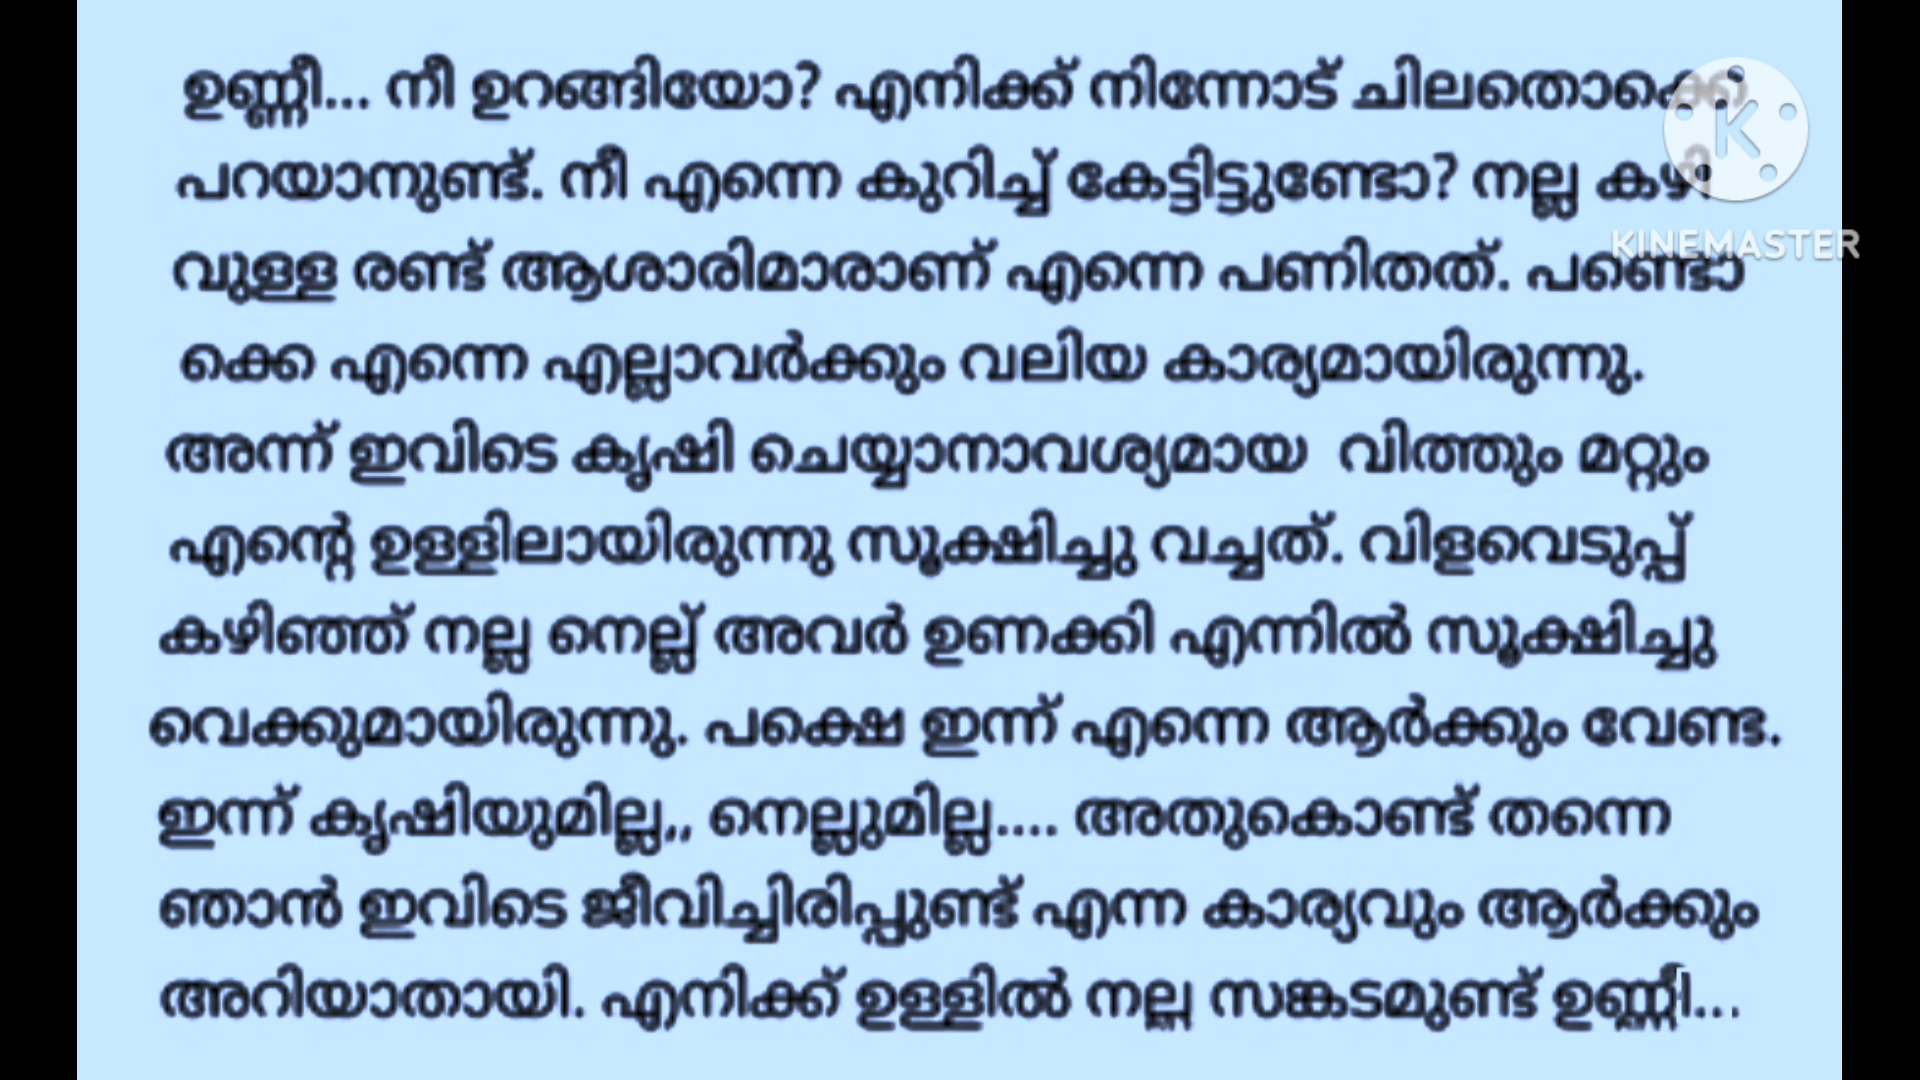 ഉണ്ണീ... നീ ഉറങ്ങിയോ? എനിക്ക് നിന്നോട് ചിലതൊക്കെ
പറയാനുണ്ട്. നീ എന്നെ കുറിച്ച് കേട്ടിട്ടുണ്ടോ? നല്ല കഴി
വുള്ള രണ്ട് ആശാരിമാരാണ് എന്നെ പണിതത്. പണ്ടൊ
ക്കെ എന്നെ എല്ലാവർക്കും വലിയ കാര്യമായിരുന്നു.
അന്ന് ഇവിടെ കൃഷി ചെയ്യാനാവശ്യമായ വിത്തും മറ്റും
എന്റെ ഉള്ളിലായിരുന്നു സൂക്ഷിച്ചു വച്ചത്. വിളവെടുപ്പ്
കഴിഞ്ഞ് നല്ല നെല്ല് അവർ ഉണക്കി എന്നിൽ സൂക്ഷിച്ചു
വെക്കുമായിരുന്നു. പക്ഷെ ഇന്ന് എന്നെ ആർക്കും വേണ്ട.
ഇന്ന് കൃഷിയുമില്ല,, നെല്ലുമില്ല.... അതുകൊണ്ട് തന്നെ
ഞാൻ ഇവിടെ ജീവിച്ചിരിപ്പുണ്ട് എന്ന കാര്യവും ആർക്കും
അറിയാതായി. എനിക്ക് ഉള്ളിൽ നല്ല സങ്കടമുണ്ട് ഉണ്ണീ...
K
KINEMASTER